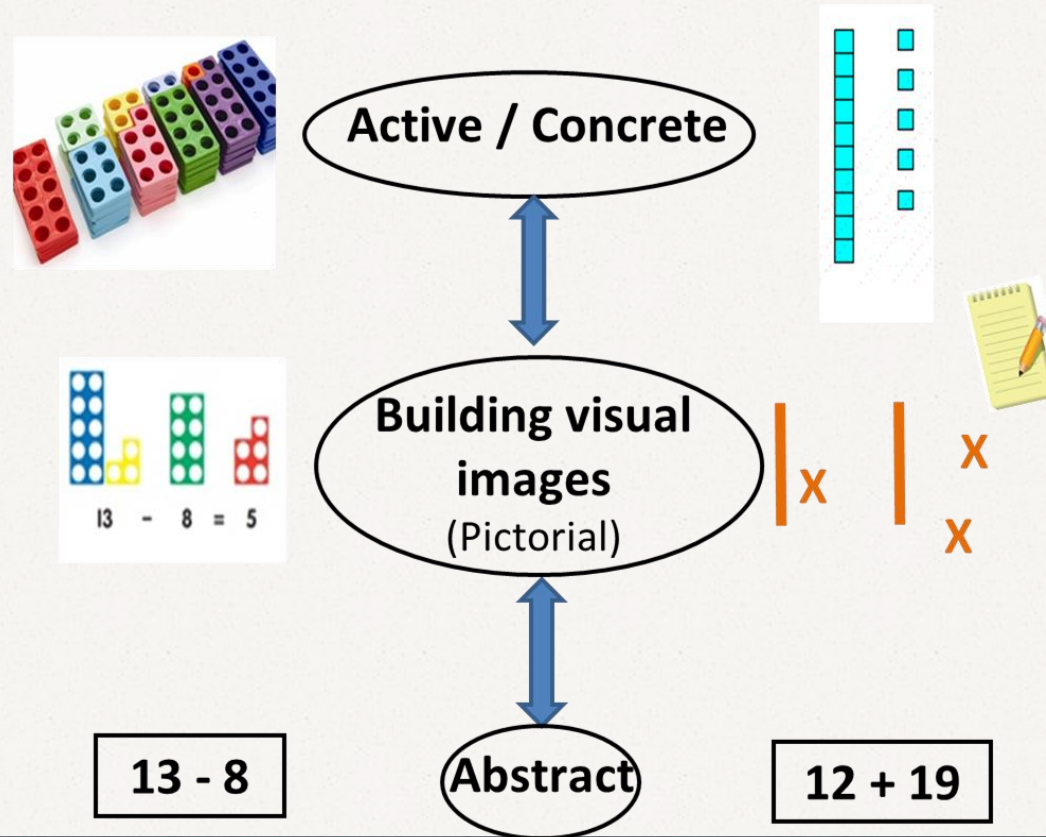 Active / Concrete
Building visual
images
(Pictorial)
13 - 8 = 5
X
X
X
Abstract
13 - 8
12 + 19